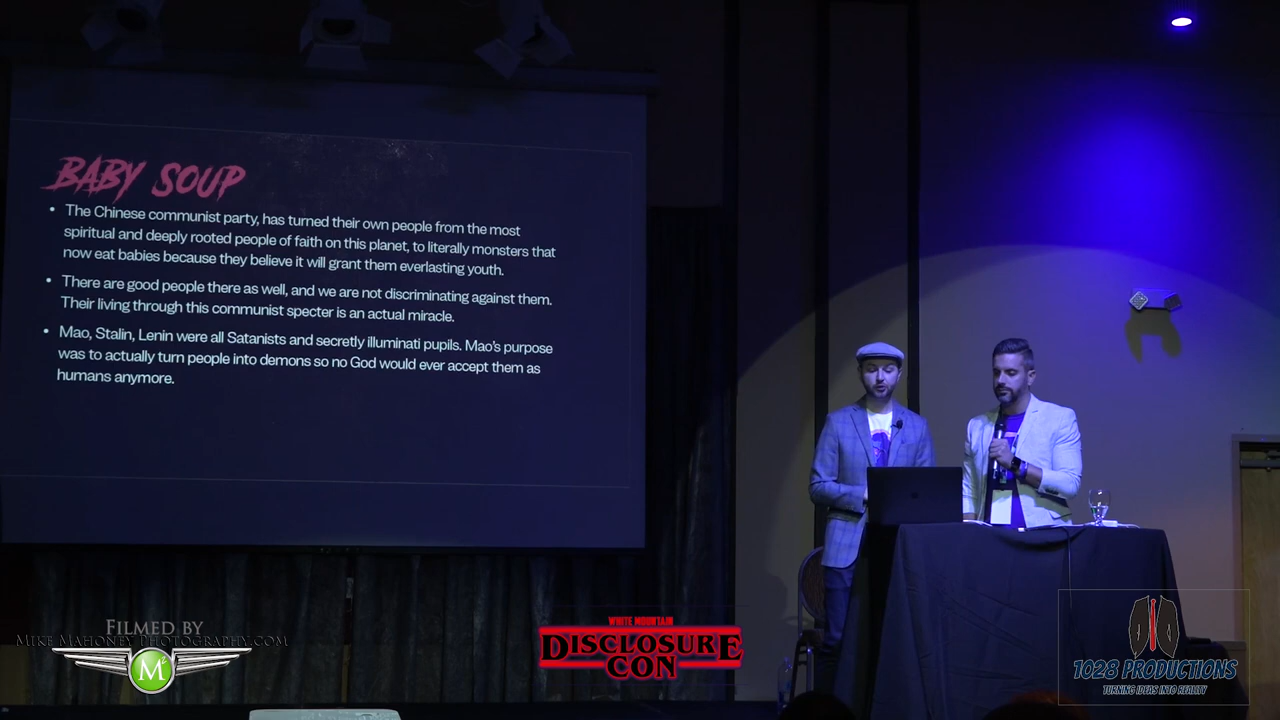 BABY SOUP
• The Chinese communist party, has turned their own people from the most
spiritual and deeply rooted people of faith on this planet, to literally monsters that
now eat babies because they believe it will grant them everlasting youth.
• There are good people there as well, and we are not discriminating against them.
Their living through this communist specter is an actual miracle.
• Mao, Stalin, Lenin were all Satanists and secretly illuminati pupils. Mao's purpose
was to actually turn people into demons so no God would ever accept them as
humans anymore.
FILMED BY
MIKE MAHONEY PHOTOGRAPHY.COM
M
WHITE MOUNTAIN
DISCLOSURE
CON
1028 PRODUCTIONS
TURNING IDEAS INTO REALITY